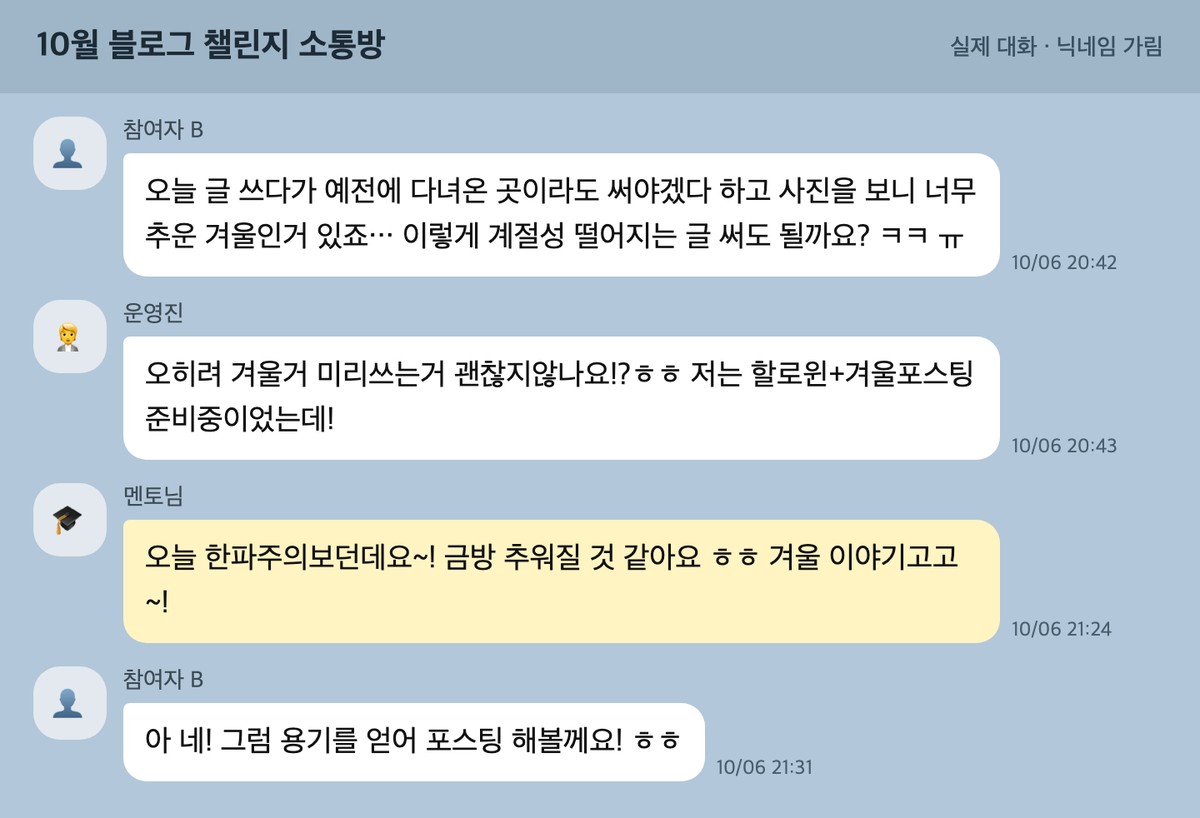 10월 블로그 챌린지 소통방
실제 대화 · 닉네임 가림
참여자 B
오늘 글 쓰다가 예전에 다녀온 곳이라도 써야겠다 하고 사진을 보니 너무
추운 겨울인거 있죠… 이렇게 계절성 떨어지는 글 써도 될까요? ㅋㅋ ㅠ
10/06 20:42
운영진
오히려 겨울거 미리쓰는거 괜찮지않나요!?ㅎㅎ 저는 할로윈+겨울포스팅
준비중이었는데!
10/06 20:43
멘토님
오늘 한파주의보던데요~! 금방 추워질 것 같아요 ㅎㅎ 겨울 이야기고고
~!
10/06 21:24
참여자 B
아 네! 그럼 용기를 얻어 포스팅 해볼께요! ㅎㅎ
10/06 21:31